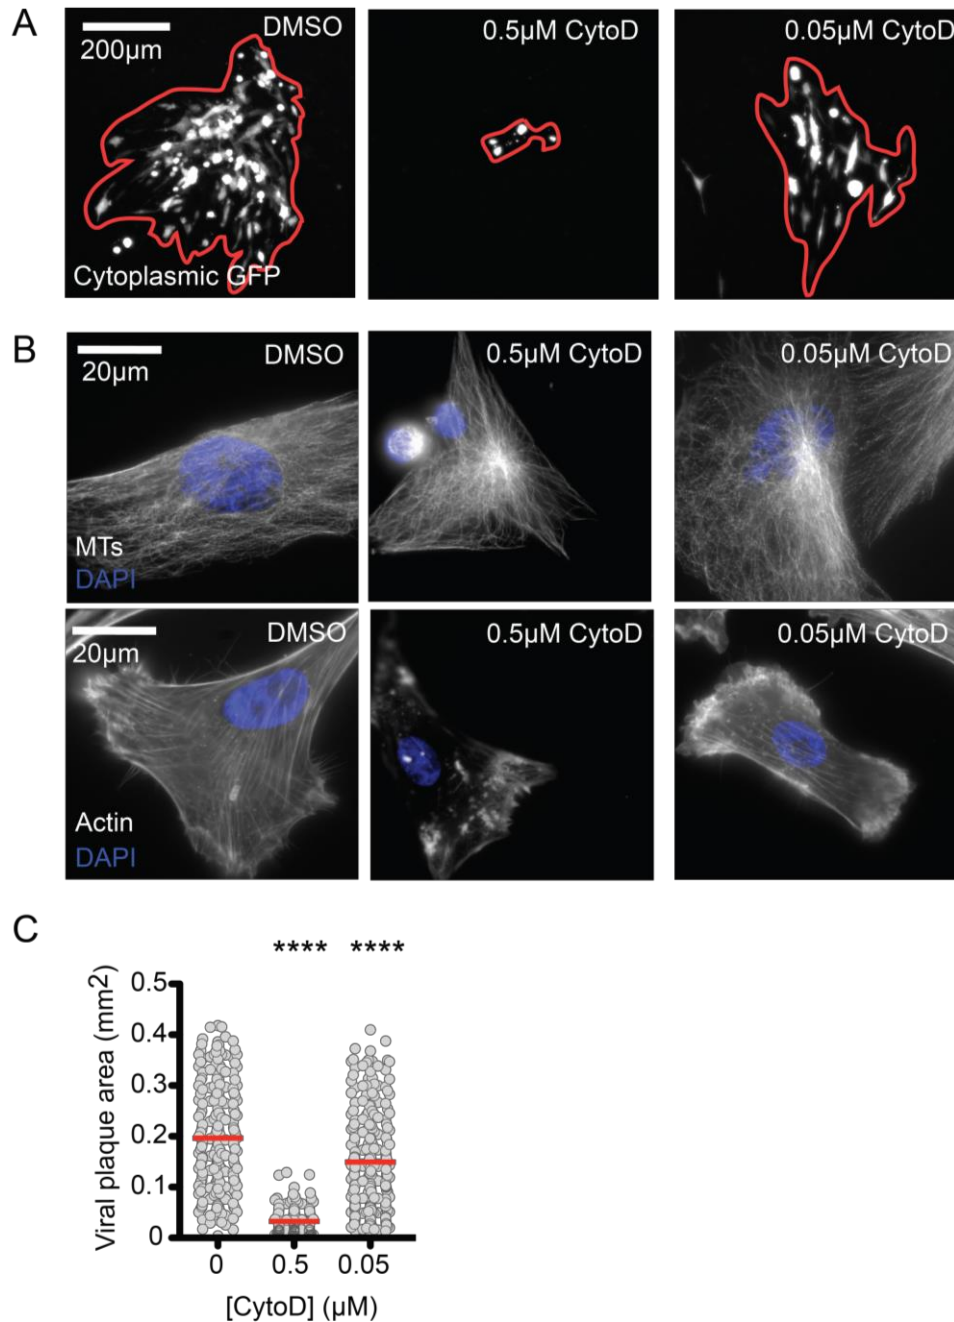 A
DMSO
200µm
Cytoplasmic GFP
0.5µM CytoD
0.05µM CytoD
B
DMSO
20µm
MTs
DAPI
0.5µM CytoD
0.05µM CytoD
DMSO
20µm
Actin
DAPI
0.5µM CytoD
0.05µM CytoD
C
**** ****
Viral plaque area (mm2)
0.5
0.4
0.3
0.2
0.1
0
0 0.5 0.05
[CytoD] (µM)